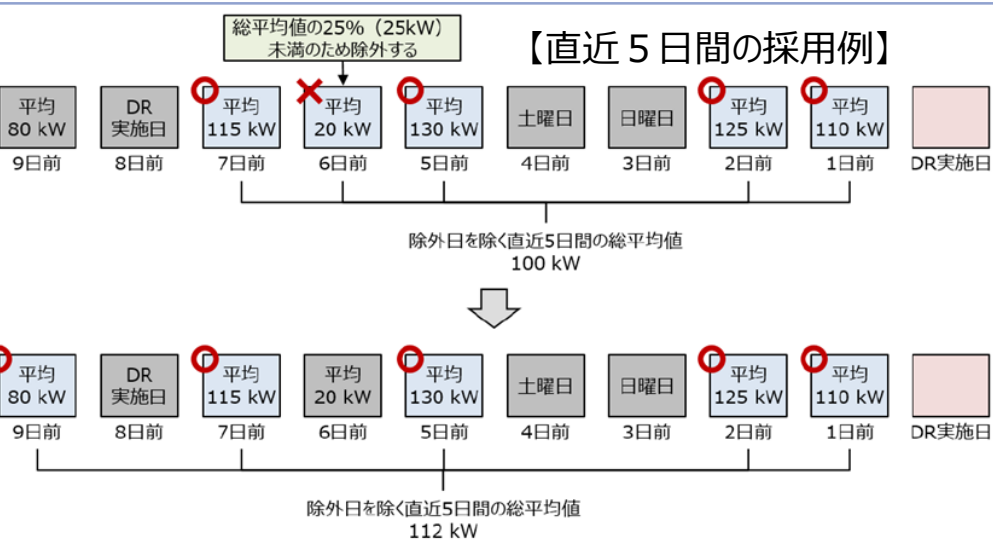 総平均値の25%（25kW）
未満のため除外する
【直近５日間の採用例】
平均
80 kW
DR
実施日
平均
115 kW
平均
20 kW
平均
130 kW
土曜日
日曜日
平均
125 kW
平均
110 kW
9日前
8日前
7日前
6日前
5日前
4日前
3日前
2日前
1日前
DR実施日
除外日を除く直近5日間の総平均値
100 kW
平均
80 kW
DR
実施日
平均
115 kW
平均
20 kW
平均
130 kW
土曜日
日曜日
平均
125 kW
平均
110 kW
9日前
8日前
7日前
6日前
5日前
4日前
3日前
2日前
1日前
DR実施日
除外日を除く直近5日間の総平均値
112 kW